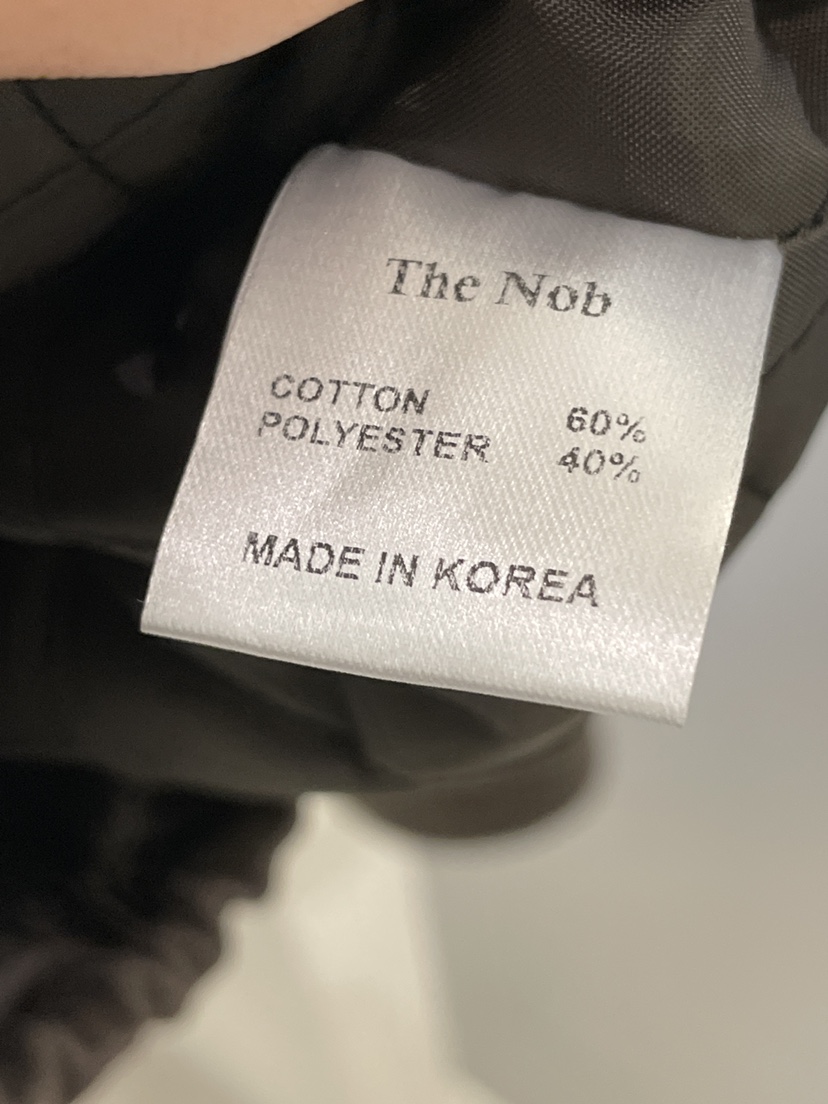 The Nob
COTTON 60%
POLYESTER 40%
MADE IN KOREA